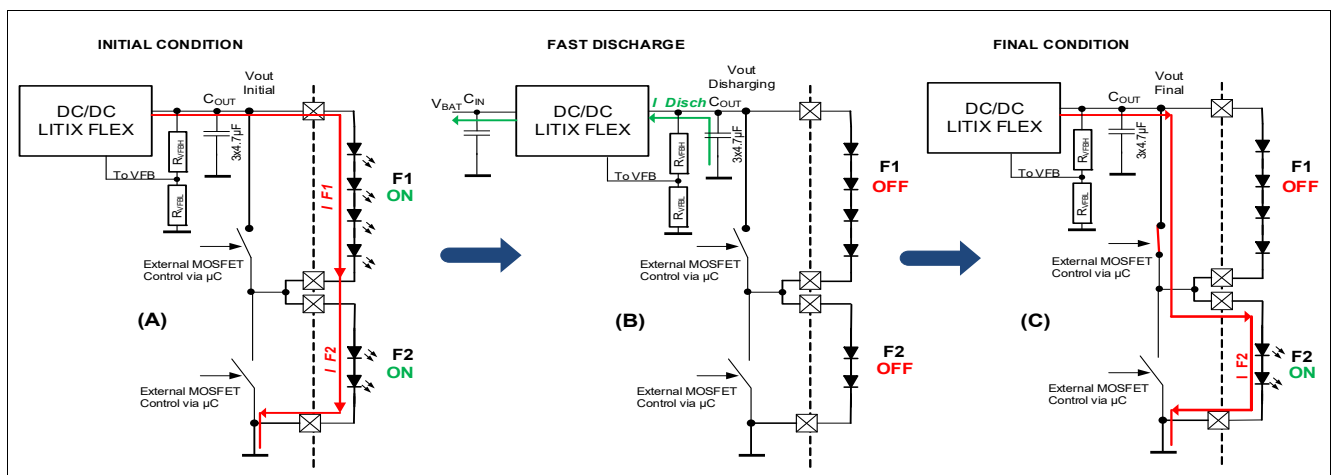 INITIAL CONDITION
Vout
Initial
DC/DC
LITIX FLEX
COUT
3x4.7µF
RVFBH
To VFB
RVFBL
I F1
F1
ON
External MOSFET
Control via µC
(A)
I F2
F2
ON
External MOSFET
Control via µC
FAST DISCHARGE
Vout
Disharging
VBAT
CIN
DC/DC
LITIX FLEX
I Disch
COUT
3x4.7µF
RVFBH
To VFB
RVFBL
F1
OFF
External MOSFET
Control via µC
(B)
F2
OFF
External MOSFET
Control via µC
FINAL CONDITION
Vout
Final
DC/DC
LITIX FLEX
COUT
3x4.7µF
RVFBH
To VFB
RVFBL
F1
OFF
External MOSFET
Control via µC
(C)
I F2
F2
ON
External MOSFET
Control via µC